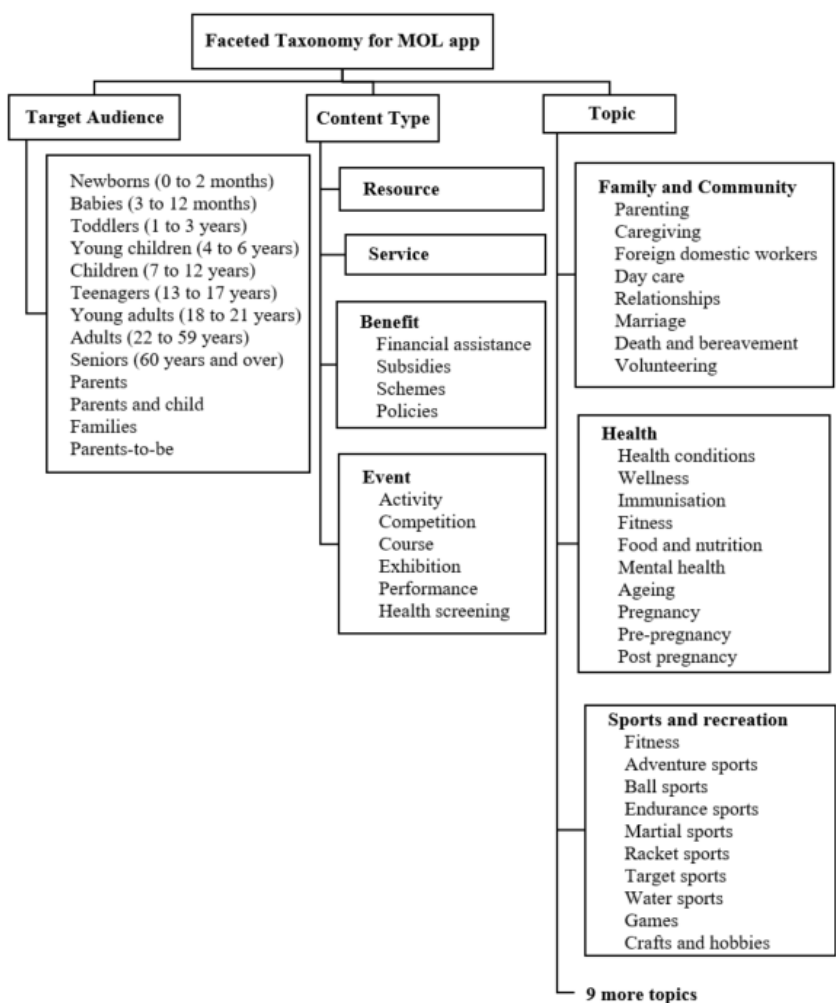 Faceted Taxonomy for MOL app
Target Audience
Newborns (0 to 2 months)
Babies (3 to 12 months)
Toddlers (1 to 3 years)
Young children (4 to 6 years)
Children (7 to 12 years)
Teenagers (13 to 17 years)
Young adults (18 to 21 years)
Adults (22 to 59 years)
Seniors (60 years and over)
Parents
Parents and child
Families
Parents-to-be
Content Type
Resource
Service
Benefit
Financial assistance
Subsidies
Schemes
Policies
Event
Activity
Competition
Course
Exhibition
Performance
Health screening
Topic
Family and Community
Parenting
Caregiving
Foreign domestic workers
Day care
Relationships
Marriage
Death and bereavement
Volunteering
Health
Health conditions
Wellness
Immunisation
Fitness
Food and nutrition
Mental health
Ageing
Pregnancy
Pre-pregnancy
Post pregnancy
Sports and recreation
Fitness
Adventure sports
Ball sports
Endurance sports
Martial sports
Racket sports
Target sports
Water sports
Games
Crafts and hobbies
9 more topics